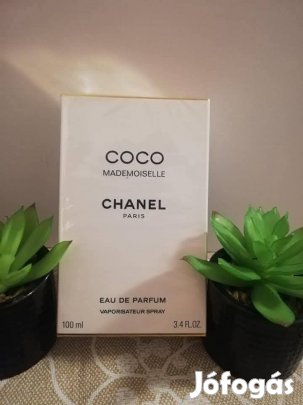 COCO
MADEMOISELLE
CHANEL
PARIS
EAU DE PARFUM
VAPORISATEUR SPRAY
100 ml 3.4 FL.OZ.
Jófogás